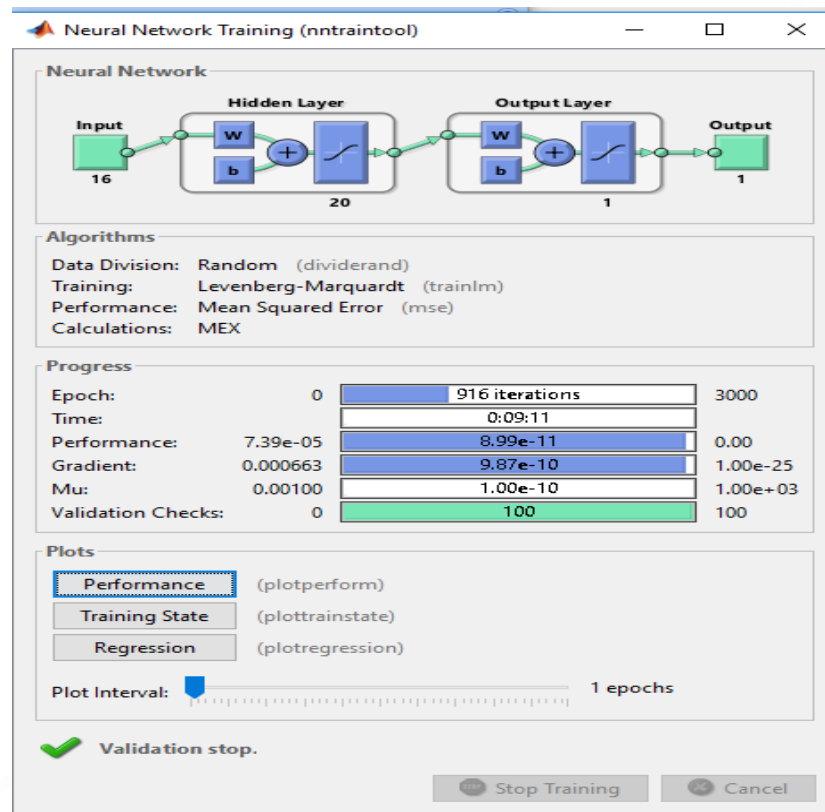 Neural Network Training (nntraintool)
Neural Network
Hidden Layer Output Layer
Input Output
W W
b b
+ +
16 1
20 1
Algorithms
Data Division: Random (dividerand)
Training: Levenberg-Marquardt (trainlm)
Performance: Mean Squared Error (mse)
Calculations: MEX
Progress
Epoch: 0 916 iterations 3000
Time: 0:09:11
Performance: 7.39e-05 8.99e-11 0.00
Gradient: 0.000663 9.87e-10 1.00e-25
Mu: 0.00100 1.00e-10 1.00e+03
Validation Checks: 0 100 100
Plots
Performance (plotperform)
Training State (plottrainstate)
Regression (plotregression)
Plot Interval: 1 epochs
Validation stop.
Stop Training Cancel